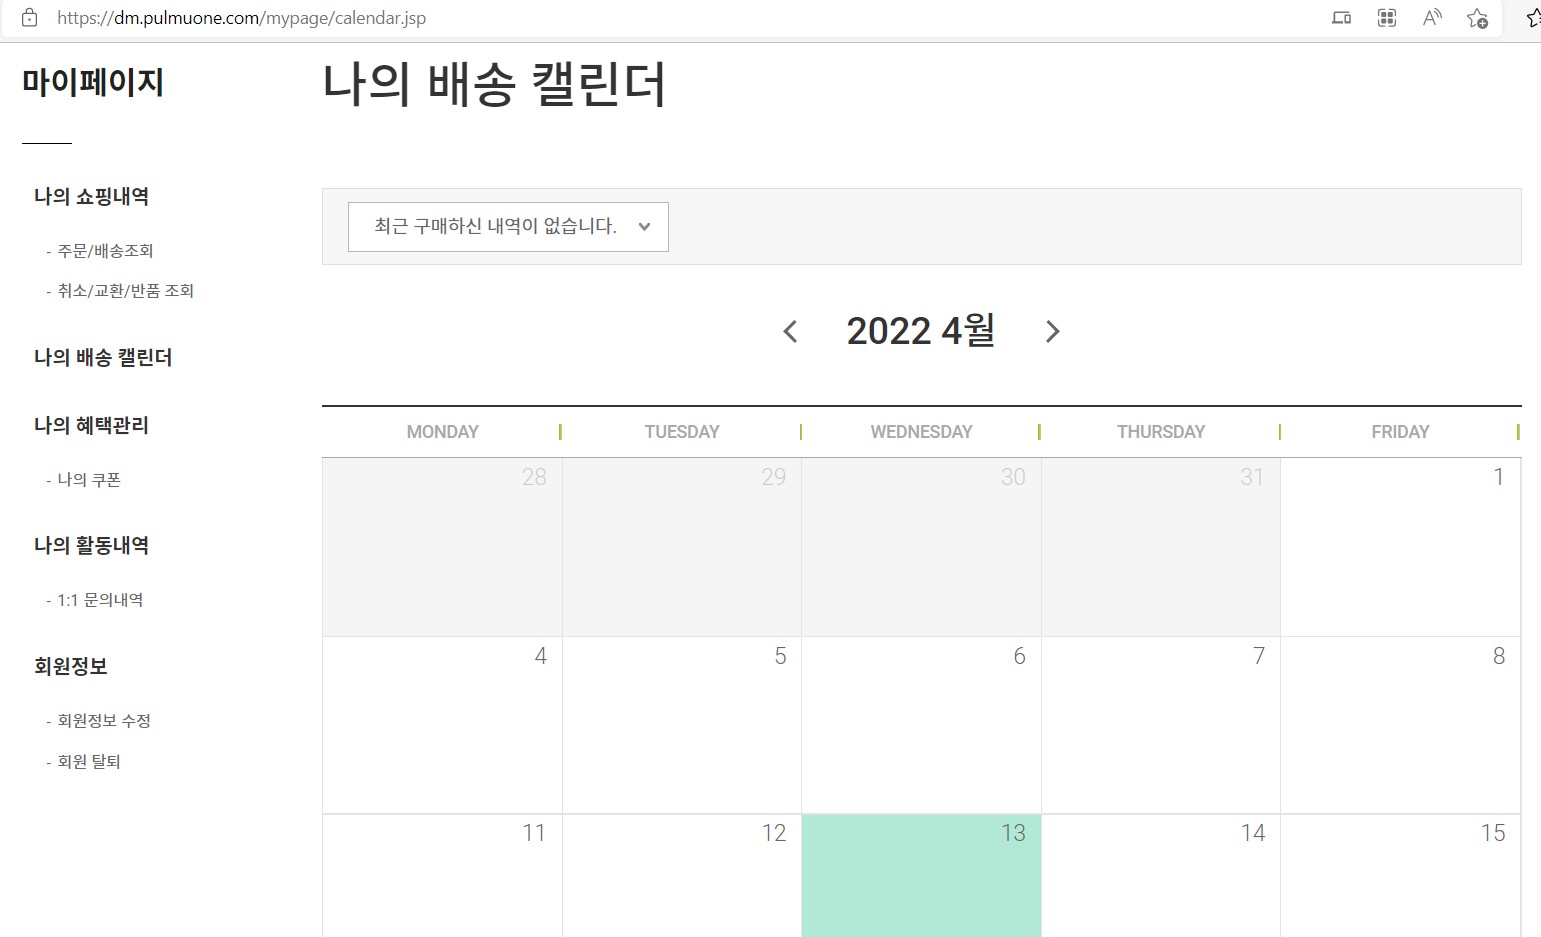 https://dm.pulmuone.com/mypage/calendar.jsp
마이페이지
나의 쇼핑내역
- 주문/배송조회
- 취소/교환/반품 조회
나의 배송 캘린더
나의 혜택관리
- 나의 쿠폰
나의 활동내역
- 1:1 문의내역
회원정보
- 회원정보 수정
- 회원 탈퇴
나의 배송 캘린더
최근 구매하신 내역이 없습니다.
2022 4월
MONDAY TUESDAY WEDNESDAY THURSDAY FRIDAY
28 29 30 31 1
4 5 6 7 8
11 12 13 14 15